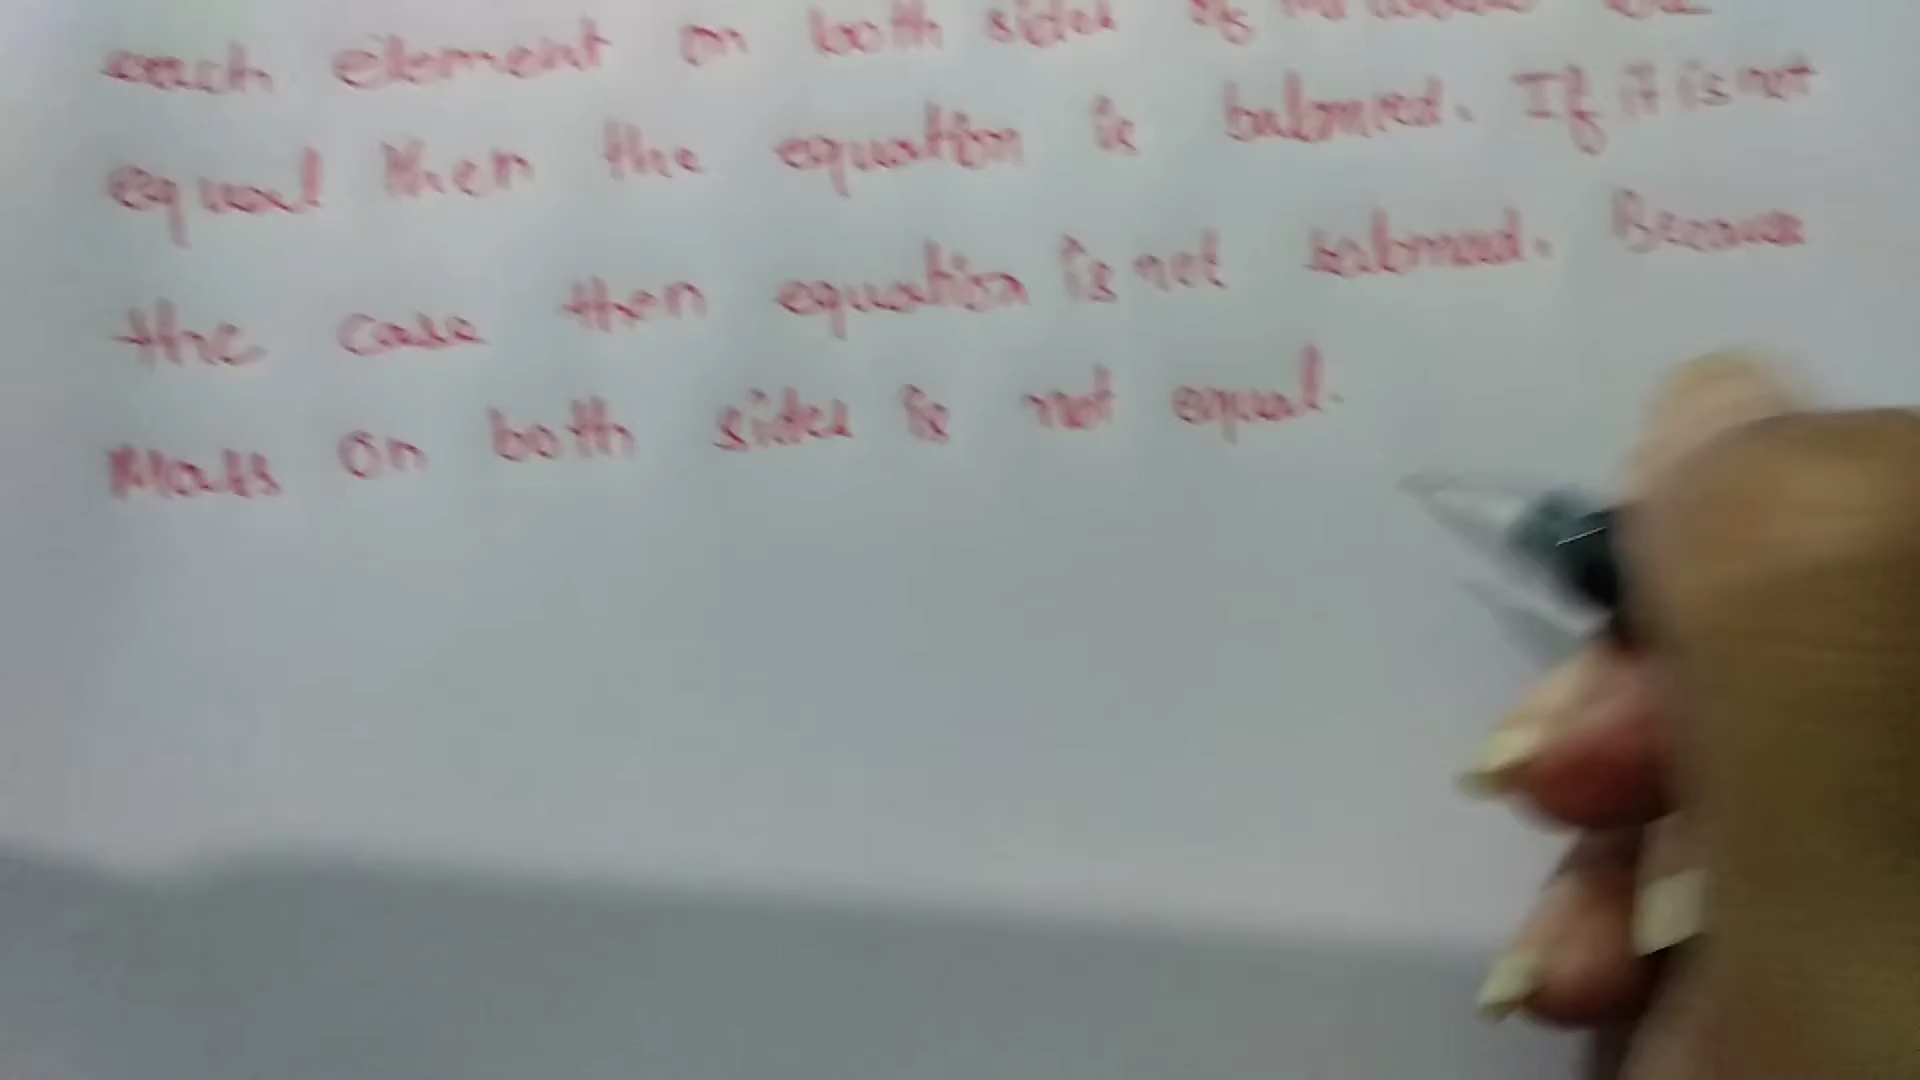 each element on both sides of
equal then the equation is balanced. If it is not
the case then equation is not balanced. Because
Mass on both sides is not equal.